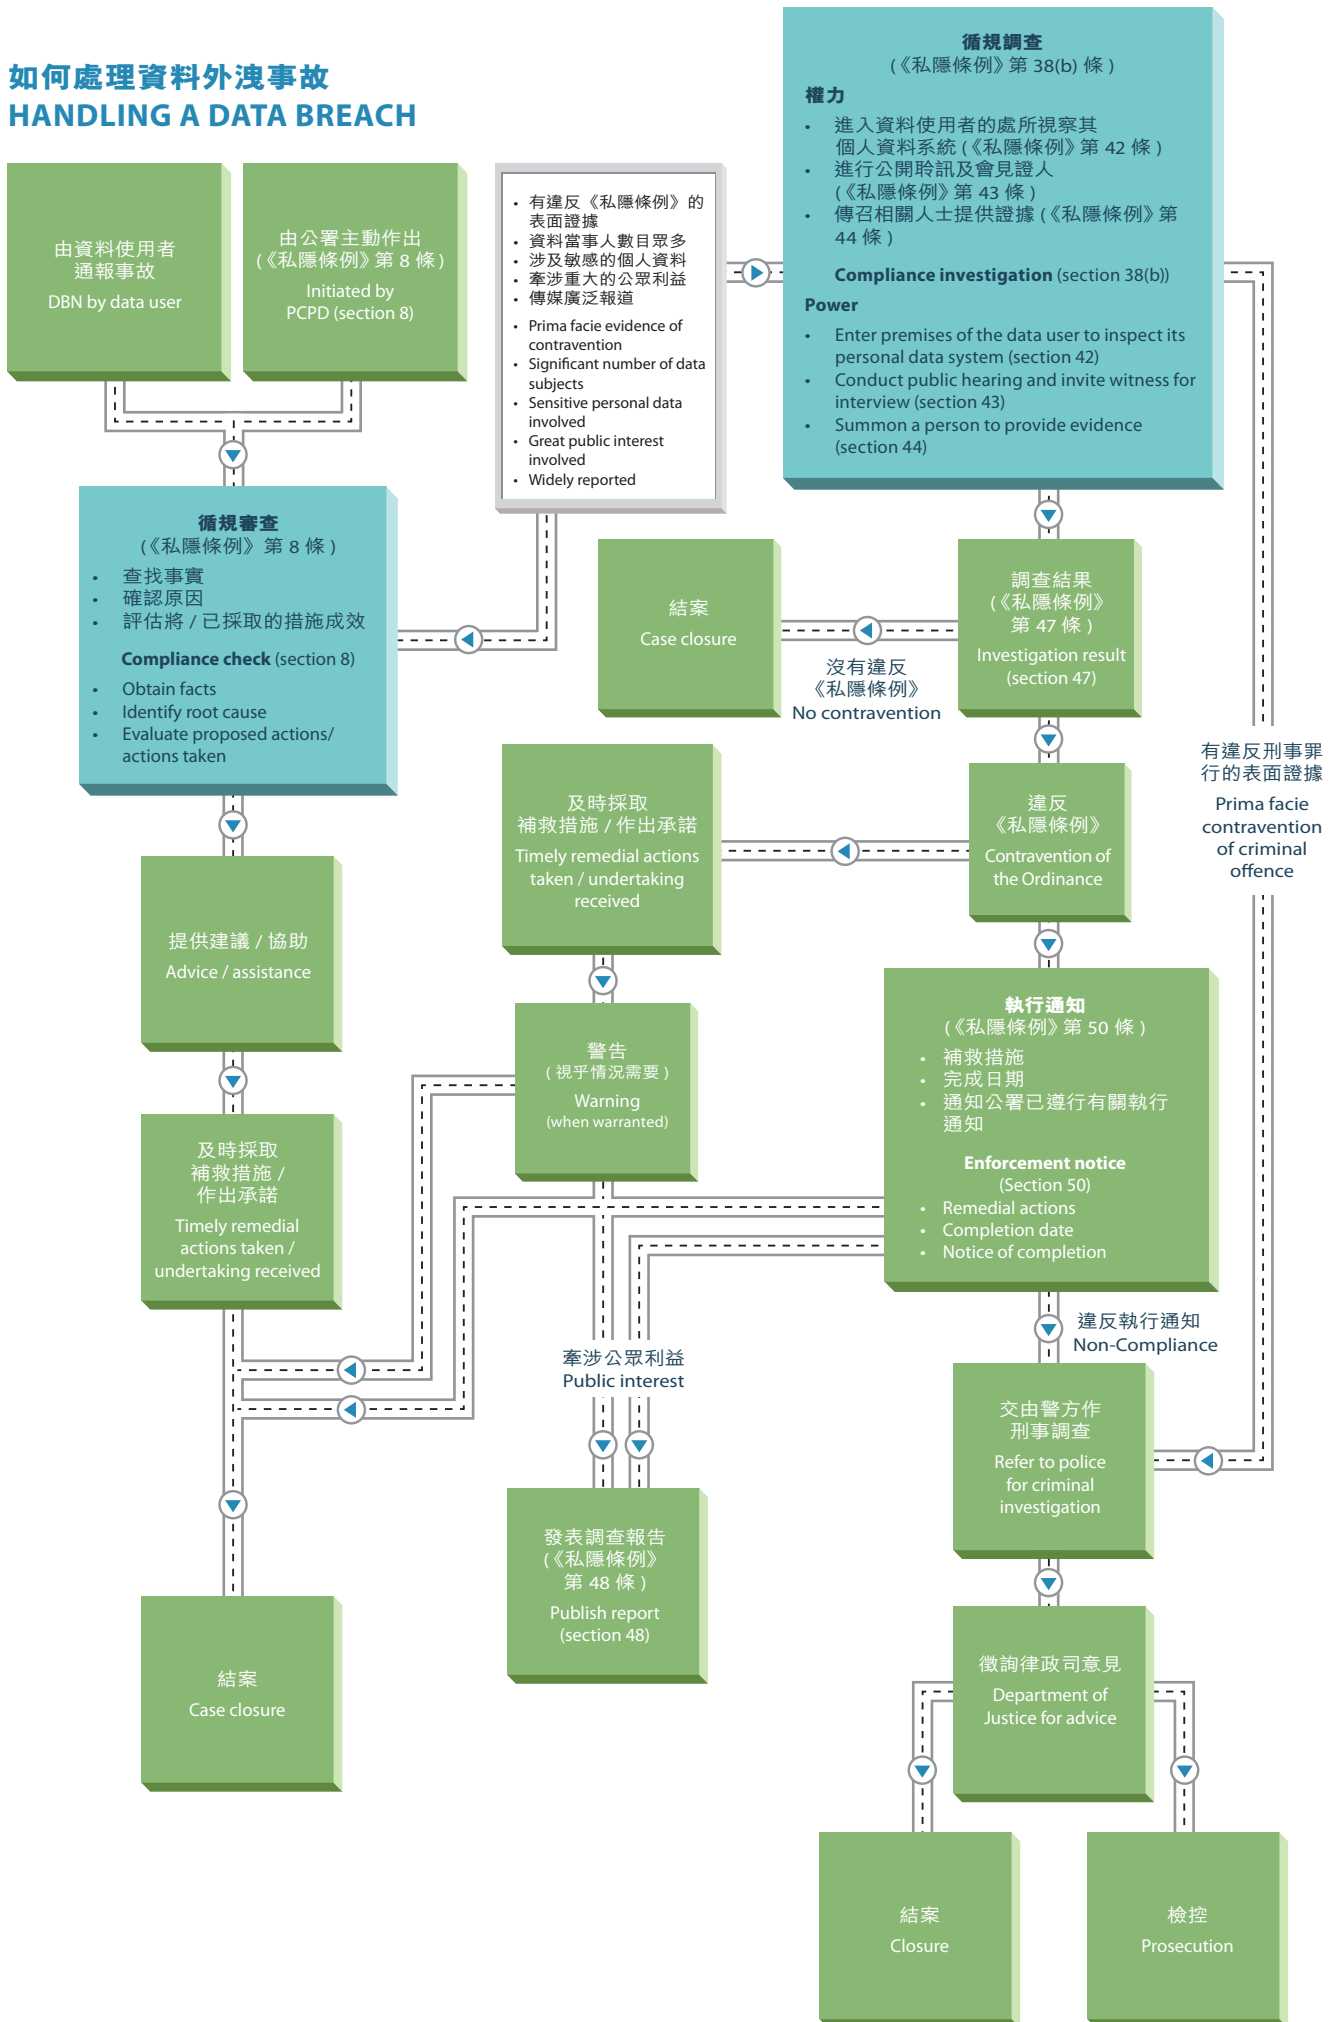 如何處理資料外洩事故
HANDLING A DATA BREACH
由資料使用者
通報事故
DBN by data user
由公署主動作出
(《私隱條例》第 8 條 )
Initiated by
PCPD (section 8)
• 有違反《私隱條例》的
表面證據
• 資料當事人數目眾多
• 涉及敏感的個人資料
• 牽涉重大的公眾利益
• 傳媒廣泛報道
• Prima facie evidence of
contravention
• Significant number of data
subjects
• Sensitive personal data
involved
• Great public interest
involved
• Widely reported
循規調查
(《私隱條例》第 38(b) 條 )
權力
• 進入資料使用者的處所視察其
個人資料系統 (《私隱條例》第 42 條 )
• 進行公開聆訊及會見證人
(《私隱條例》第 43 條 )
• 傳召相關人士提供證據 (《私隱條例》第
44 條 )
Compliance investigation (section 38(b))
Power
• Enter premises of the data user to inspect its
personal data system (section 42)
• Conduct public hearing and invite witness for
interview (section 43)
• Summon a person to provide evidence
(section 44)
循規審查
(《私隱條例》第 8 條 )
• 查找事實
• 確認原因
• 評估將 / 已採取的措施成效
Compliance check (section 8)
• Obtain facts
• Identify root cause
• Evaluate proposed actions/
actions taken
結案
Case closure
沒有違反
《私隱條例》
No contravention
調查結果
(《私隱條例》
第 47 條 )
Investigation result
(section 47)
有違反刑事罪
行的表面證據
Prima facie
contravention
of criminal
offence
及時採取
補救措施 / 作出承諾
Timely remedial actions
taken / undertaking
received
違反
《私隱條例》
Contravention of
the Ordinance
提供建議 / 協助
Advice / assistance
警告
( 視乎情況需要 )
Warning
(when warranted)
執行通知
(《私隱條例》第 50 條 )
• 補救措施
• 完成日期
• 通知公署已遵行有關執行
通知
Enforcement notice
(Section 50)
• Remedial actions
• Completion date
• Notice of completion
及時採取
補救措施 /
作出承諾
Timely remedial
actions taken /
undertaking received
牽涉公眾利益
Public interest
違反執行通知
Non-Compliance
交由警方作
刑事調查
Refer to police
for criminal
investigation
發表調查報告
(《私隱條例》
第 48 條 )
Publish report
(section 48)
結案
Case closure
徵詢律政司意見
Department of
Justice for advice
結案
Closure
檢控
Prosecution